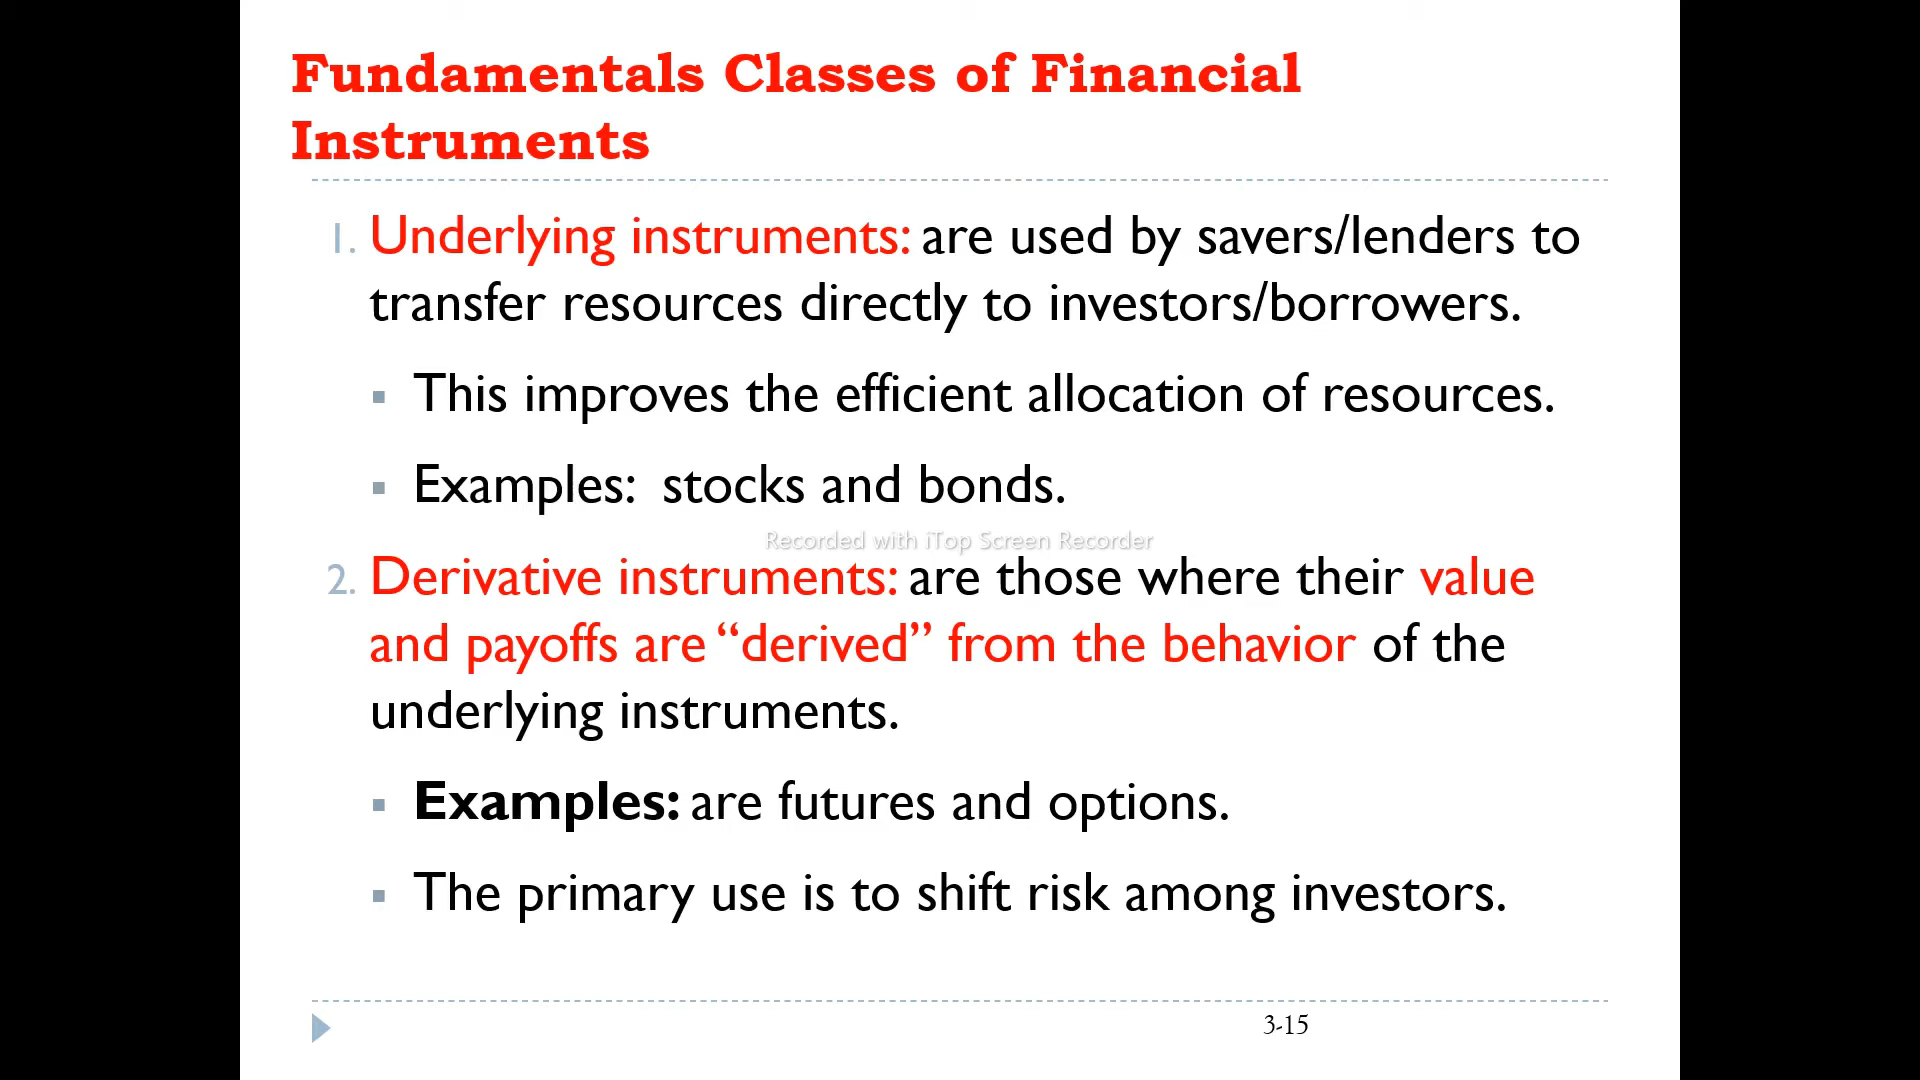 Fundamentals Classes of Financial
Instruments
1. Underlying instruments: are used by savers/lenders to
transfer resources directly to investors/borrowers.
▪ This improves the efficient allocation of resources.
▪ Examples:  stocks and bonds.
Recorded with iTop Screen Recorder
2. Derivative instruments: are those where their value
and payoffs are “derived” from the behavior of the
underlying instruments.
▪ Examples: are futures and options.
▪ The primary use is to shift risk among investors.
3-15